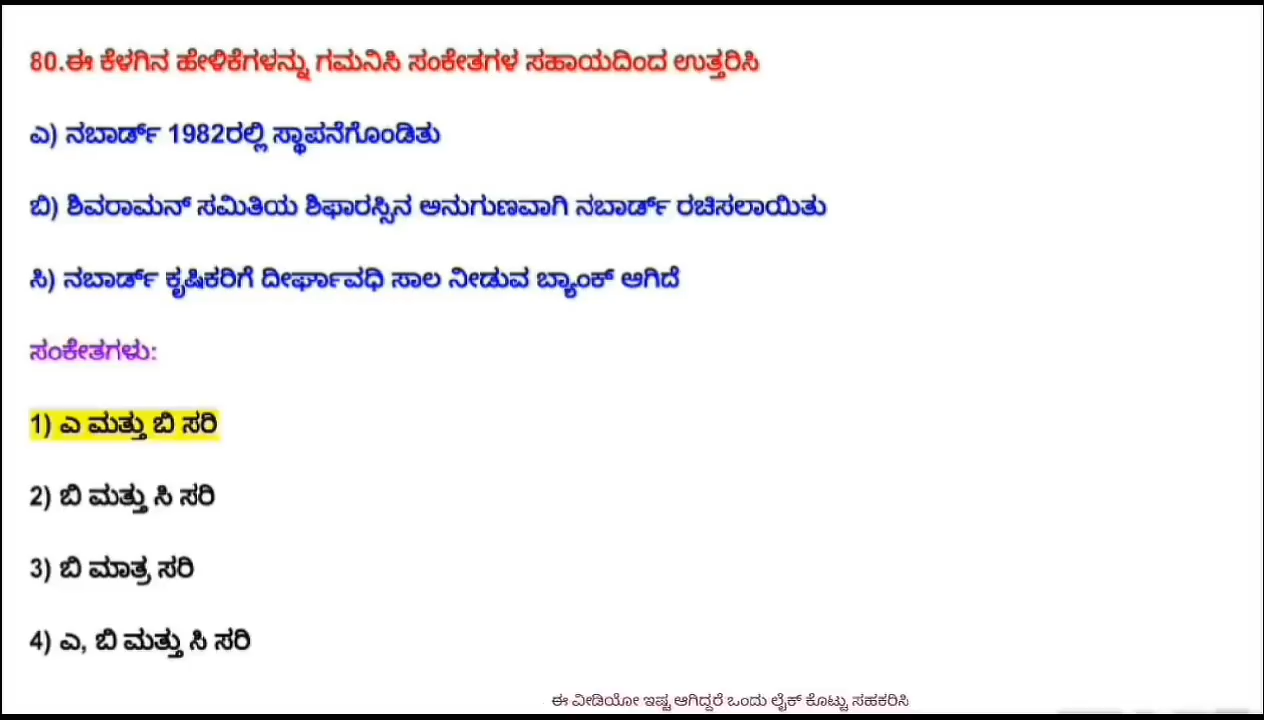 80.ಈ ಕೆಳಗಿನ ಹೇಳಿಕೆಗಳನ್ನು ಗಮನಿಸಿ ಸಂಕೇತಗಳ ಸಹಾಯದಿಂದ ಉತ್ತರಿಸಿ
ಎ) ನಬಾರ್ಡ್ 1982ರಲ್ಲಿ ಸ್ಥಾಪನೆಗೊಂಡಿತು
ಬಿ) ಶಿವರಾಮನ್ ಸಮಿತಿಯ ಶಿಫಾರಸ್ಸಿನ ಅನುಗುಣವಾಗಿ ನಬಾರ್ಡ್ ರಚಿಸಲಾಯಿತು
ಸಿ) ನಬಾರ್ಡ್ ಕೃಷಿಕರಿಗೆ ದೀರ್ಘಾವಧಿ ಸಾಲ ನೀಡುವ ಬ್ಯಾಂಕ್ ಆಗಿದೆ
ಸಂಕೇತಗಳು:
1) ಎ ಮತ್ತು ಬಿ ಸರಿ
2) ಬಿ ಮತ್ತು ಸಿ ಸರಿ
3) ಬಿ ಮಾತ್ರ ಸರಿ
4) ಎ, ಬಿ ಮತ್ತು ಸಿ ಸರಿ
ಈ ವೀಡಿಯೋ ಇಷ್ಟ ಆಗಿದ್ದರೆ ಒಂದು ಲೈಕ್ ಕೊಟ್ಟು ಸಹಕರಿಸಿ